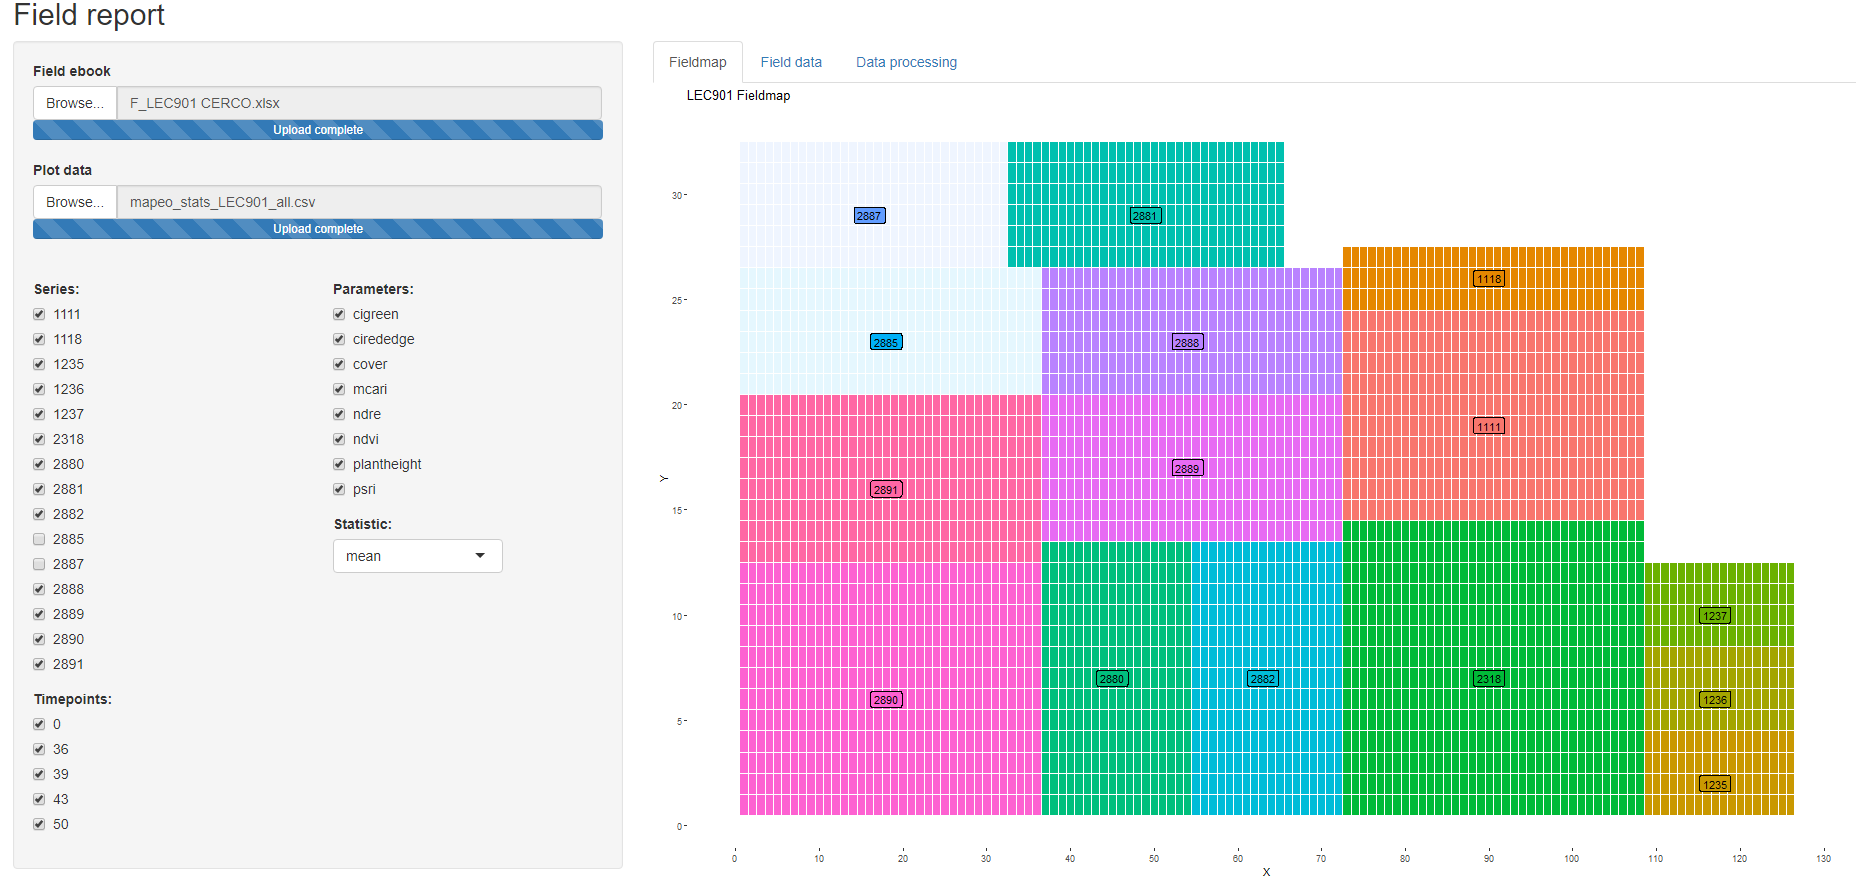 Field report
Field ebook
Browse... F_LEC901 CERCO.xlsx
Upload complete
Plot data
Browse... mapeo_stats_LEC901_all.csv
Upload complete
Series:
1111
1118
1235
1236
1237
2318
2880
2881
2882
2885
2887
2888
2889
2890
2891
Timepoints:
0
36
39
43
50
Parameters:
cigreen
cirededge
cover
mcari
ndre
ndvi
plantheight
psri
Statistic:
mean
Fieldmap Field data Data processing
LEC901 Fieldmap
30
25
20
15
10
5
0
Y
2887 2881
1118
2885 2888
1111
2889
2891
1237
2880 2882 2318
2890 1236
1235
0 10 20 30 40 50 60 70 80 90 100 110 120 130
X